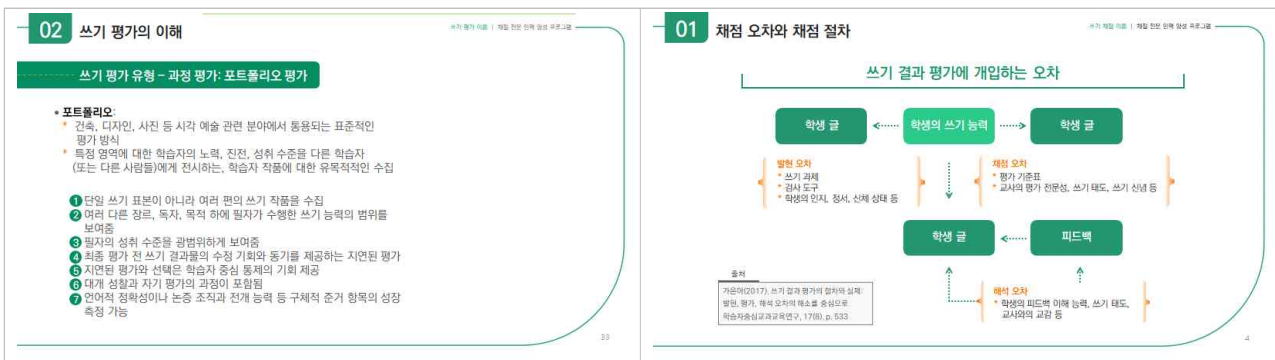 02 쓰기 평가의 이해
쓰기 평가 이론 | 채점 전문 인력 양성 프로그램
쓰기 평가 유형 – 과정 평가: 포트폴리오 평가
• 포트폴리오:
* 건축, 디자인, 사진 등 시각 예술 관련 분야에서 통용되는 표준적인
평가 방식
* 특정 영역에 대한 학습자의 노력, 진전, 성취 수준을 다른 학습자
(또는 다른 사람들)에게 전시하는, 학습자 작품에 대한 유목적적인 수집
1 단일 쓰기 표본이 아니라 여러 편의 쓰기 작품을 수집
2 여러 다른 장르, 독자, 목적 하에 필자가 수행한 쓰기 능력의 범위를
보여줌
3 필자의 성취 수준을 광범위하게 보여줌
4 최종 평가 전 쓰기 결과물의 수정 기회와 동기를 제공하는 지연된 평가
5 지연된 평가와 선택은 학습자 중심 통제의 기회 제공
6 대개 성찰과 자기 평가의 과정이 포함됨
7 언어적 정확성이나 논증 조직과 전개 능력 등 구체적 준거 항목의 성장
측정 가능
33
01 채점 오차와 채점 절차
쓰기 채점 이론 | 채점 전문 인력 양성 프로그램
쓰기 결과 평가에 개입하는 오차
학생 글
학생의 쓰기 능력
학생 글
발현 오차
* 쓰기 과제
* 검사 도구
* 학생의 인지, 정서, 신체 상태 등
채점 오차
* 평가 기준표
* 교사의 평가 전문성, 쓰기 태도, 쓰기 신념 등
학생 글
피드백
해석 오차
* 학생의 피드백 이해 능력, 쓰기 태도,
교사와의 교감 등
출처
가은아(2017). 쓰기 결과 평가의 절차와 실제:
발현, 평가, 해석 오차의 해소를 중심으로.
학습자중심교과교육연구, 17(8), p. 533.
4